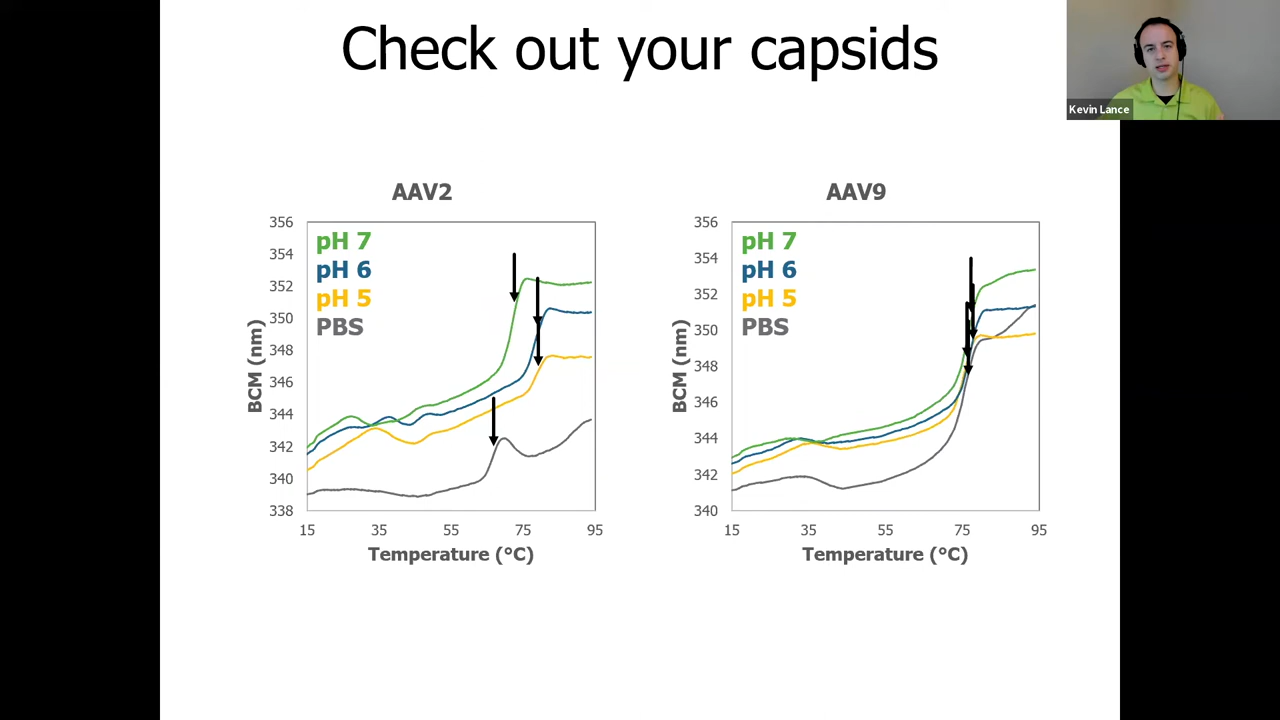 Check out your capsids
Kevin Lance
AAV2
356
354
352
350
348
346
344
342
340
338
pH 7
pH 6
pH 5
PBS
BCM (nm)
15
35
55
75
95
Temperature (°C)
AAV9
356
354
352
350
348
346
344
342
340
pH 7
pH 6
pH 5
PBS
BCM (nm)
15
35
55
75
95
Temperature (°C)